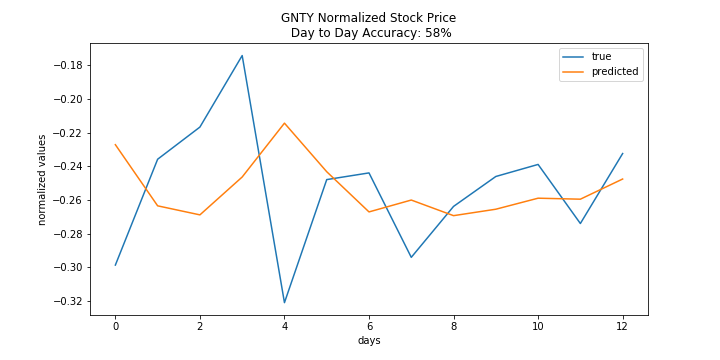 GNTY Normalized Stock Price
Day to Day Accuracy: 58%
true
predicted
normalized values
−0.18
−0.20
−0.22
−0.24
−0.26
−0.28
−0.30
−0.32
0
2
4
6
8
10
12
days